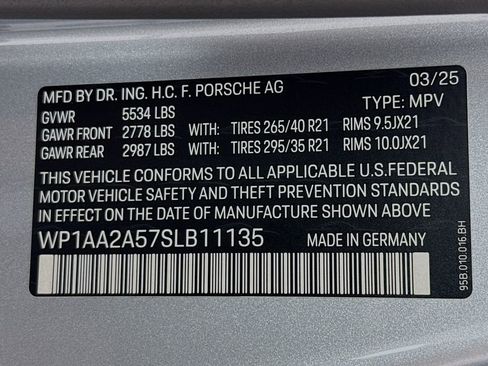 MFD BY DR. ING. H.C. F. PORSCHE AG 03/25
GVWR 5534 LBS TYPE: MPV
GAWR FRONT 2778 LBS WITH: TIRES 265/40 R21 RIMS 9.5JX21
GAWR REAR 2987 LBS WITH: TIRES 295/35 R21 RIMS 10.0JX21
THIS VEHICLE CONFORMS TO ALL APPLICABLE U.S.FEDERAL
MOTOR VEHICLE SAFETY AND THEFT PREVENTION STANDARDS
IN EFFECT ON THE DATE OF MANUFACTURE SHOWN ABOVE
WP1AA2A57SLB11135 MADE IN GERMANY
95B.010.016.BH